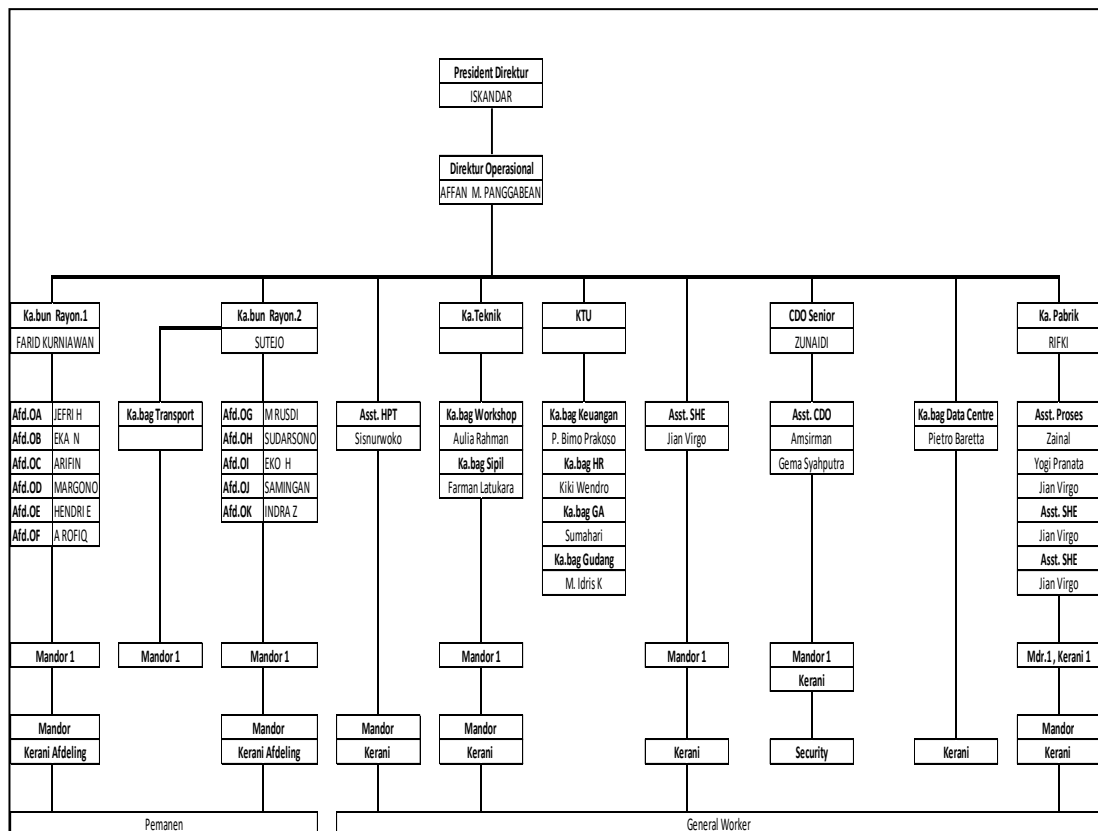 President Direktur
ISKANDAR
Direktur Operasional
AFFAN M. PANGGABEAN
Ka.bun Rayon.1
FARID KURNIAWAN
Ka.bun Rayon.2
SUTEJO
Ka.Teknik
KTU
CDO Senior
ZUNAIDI
Ka. Pabrik
RIFKI
Afd.OA JEFRI H
Afd.OB EKA N
Afd.OC ARIFIN
Afd.OD MARGONO
Afd.OE HENDRI E
Afd.OF A ROFIQ
Ka.bag Transport
Afd.OG M RUSDI
Afd.OH SUDARSONO
Afd.OI EKO H
Afd.OJ SAMINGAN
Afd.OK INDRA Z
Asst. HPT
Sisnurwoko
Ka.bag Workshop
Aulia Rahman
Ka.bag Sipil
Farman Latukara
Ka.bag Keuangan
P. Bimo Prakoso
Ka.bag HR
Kiki Wendro
Ka.bag GA
Sumahari
Ka.bag Gudang
M. Idris K
Asst. SHE
Jian Virgo
Asst. CDO
Amsirman
Gema Syahputra
Ka.bag Data Centre
Pietro Baretta
Asst. Proses
Zainal
Yogi Pranata
Jian Virgo
Asst. SHE
Jian Virgo
Asst. SHE
Jian Virgo
Mandor 1
Mandor 1
Mandor 1
Mandor 1
Mandor 1
Mandor 1
Kerani
Mdr.1 , Kerani 1
Mandor
Kerani Afdeling
Mandor
Kerani Afdeling
Mandor
Kerani
Mandor
Kerani
Kerani
Security
Kerani
Mandor
Kerani
Pemanen
General Worker